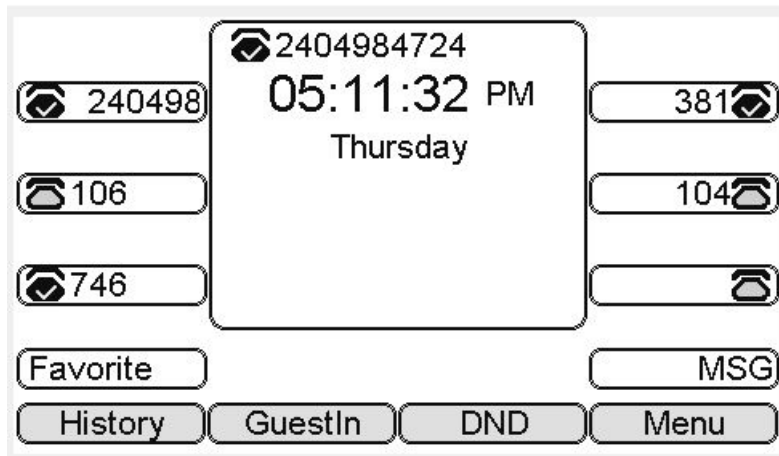 2404984724
240498
05:11:32 PM
381
Thursday
106
104
746
Favorite
MSG
History GuestIn DND Menu